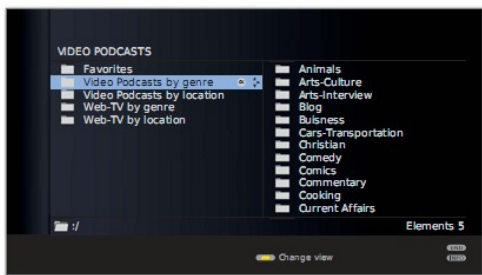 VIDEO PODCASTS
Favorites
Video Podcasts by genre
Video Podcasts by location
Web-TV by genre
Web-TV by location
Animals
Arts-Culture
Arts-Interview
Blog
Buisness
Cars-Transportation
Christian
Comedy
Comics
Commentary
Cooking
Current Affairs
:/
Elements 5
Change view
END
INFO